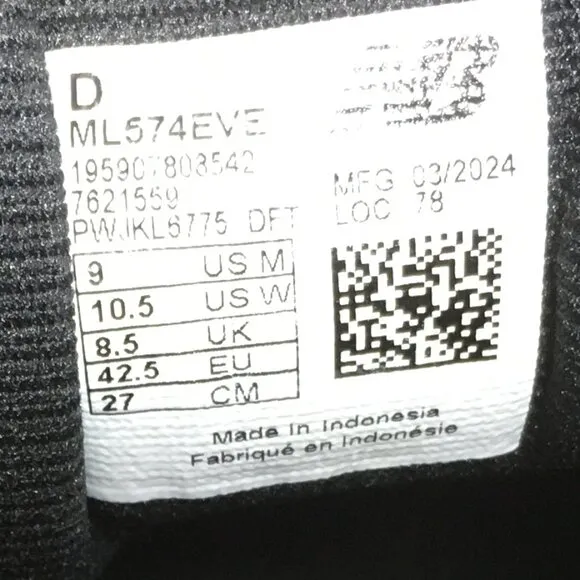 D
ML574EVE
195907808542
7621559
PWJKL6775 DFT
MFG 03/2024
LOC 78
9 US M
10.5 US W
8.5 UK
42.5 EU
27 CM
Made in Indonesia
Fabriqué en Indonésie